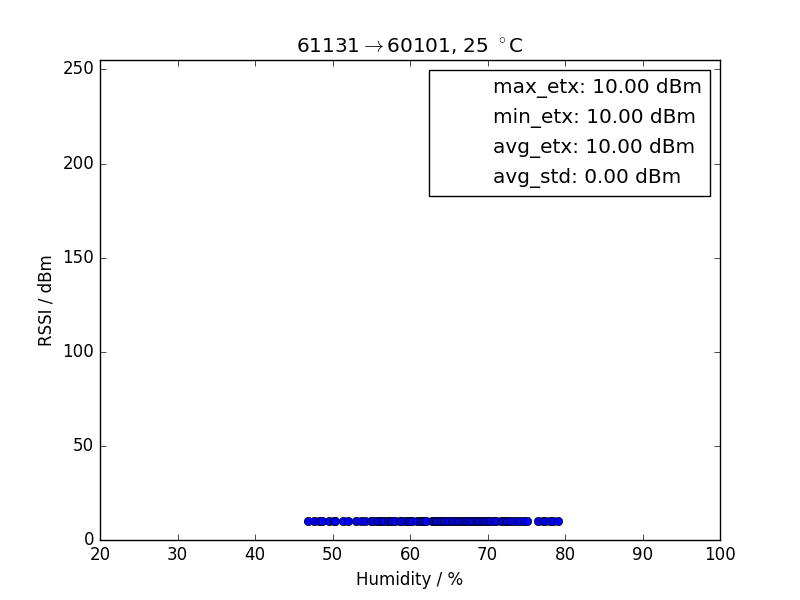 61131→60101, 25 °C
max_etx: 10.00 dBm
min_etx: 10.00 dBm
avg_etx: 10.00 dBm
avg_std: 0.00 dBm
RSSI / dBm
250
200
150
100
50
0
20 30 40 50 60 70 80 90 100
Humidity / %